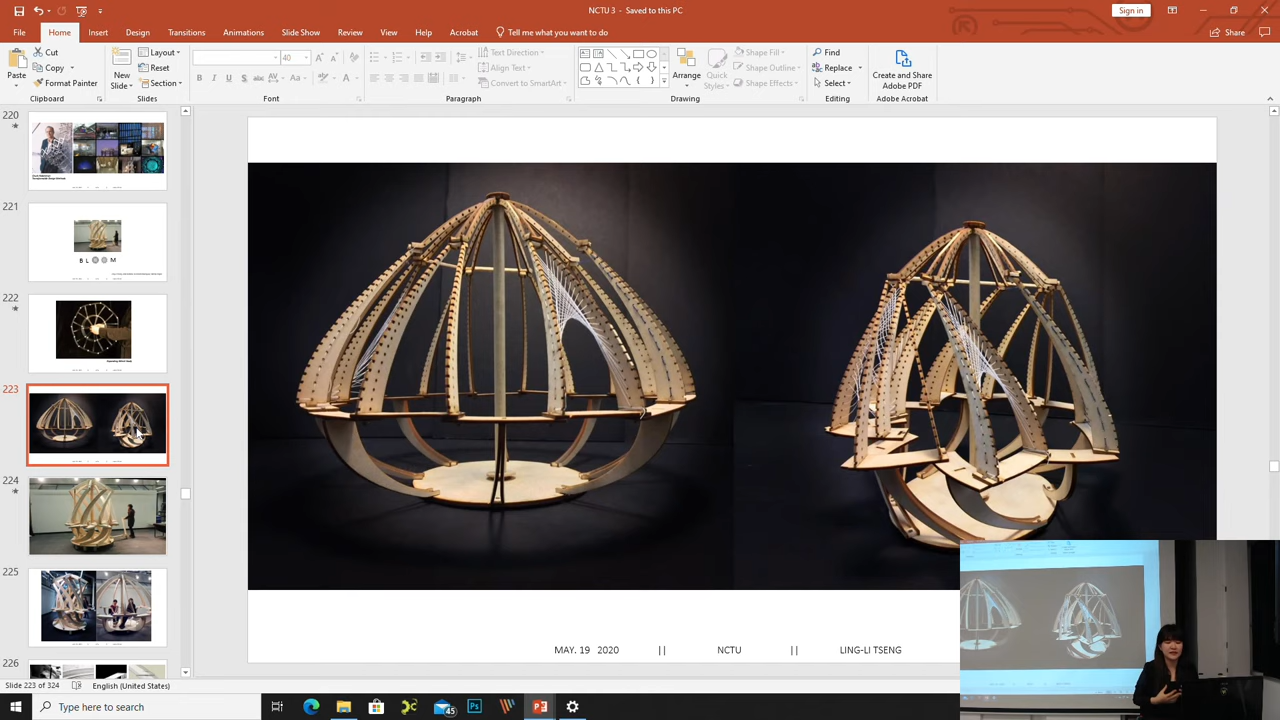 NCTU 3 - Saved to this PC
Sign in
File Home Insert Design Transitions Animations Slide Show Review View Help Acrobat Tell me what you want to do
Share
Paste
Cut
Copy
Format Painter
Clipboard
New
Slide
Layout
Reset
Section
Slides
40
Font
Text Direction
Align Text
Convert to SmartArt
Paragraph
Arrange
Quick
Styles
Shape Fill
Shape Outline
Shape Effects
Drawing
Find
Replace
Select
Editing
Create and Share
Adobe PDF
Adobe Acrobat
220
221
B L M
222
223
224
225
226
MAY. 19 2020 || NCTU || LING-LI TSENG
Slide 223 of 324
English (United States)
Type here to search